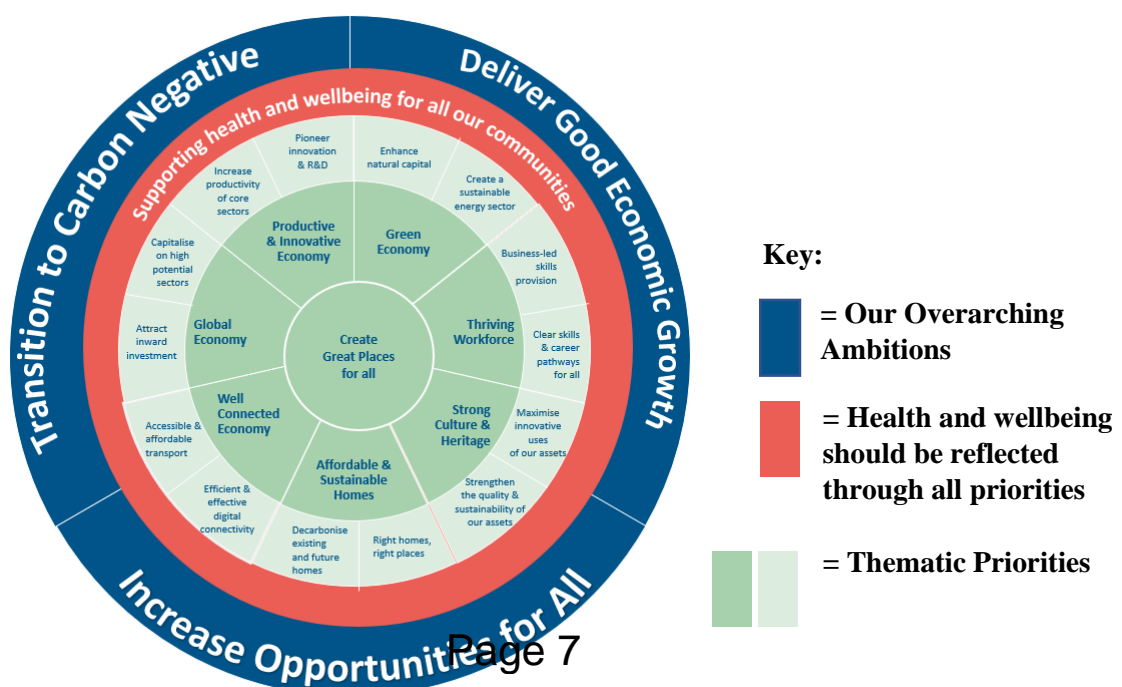 Transition to Carbon Negative
Deliver Good Economic Growth
Increase Opportunities for All
Supporting health and wellbeing for all our communities
Pioneer
innovation
& R&D
Enhance
natural capital
Create a
sustainable
energy sector
Business-led
skills
provision
Clear skills
& career
pathways
for all
Maximise
innovative
uses
of our assets
Strengthen
the quality &
sustainability of
our assets
Right homes,
right places
Decarbonise
existing
and future
homes
Efficient &
effective
digital
connectivity
Accessible &
affordable
transport
Attract
inward
investment
Capitalise
on high
potential
sectors
Increase
productivity
of core
sectors
Productive
& Innovative
Economy
Green
Economy
Thriving
Workforce
Strong
Culture &
Heritage
Affordable &
Sustainable
Homes
Well
Connected
Economy
Global
Economy
Create
Great Places
for all
Key:
= Our Overarching
Ambitions
= Health and wellbeing
should be reflected
through all priorities
= Thematic Priorities
Page 7